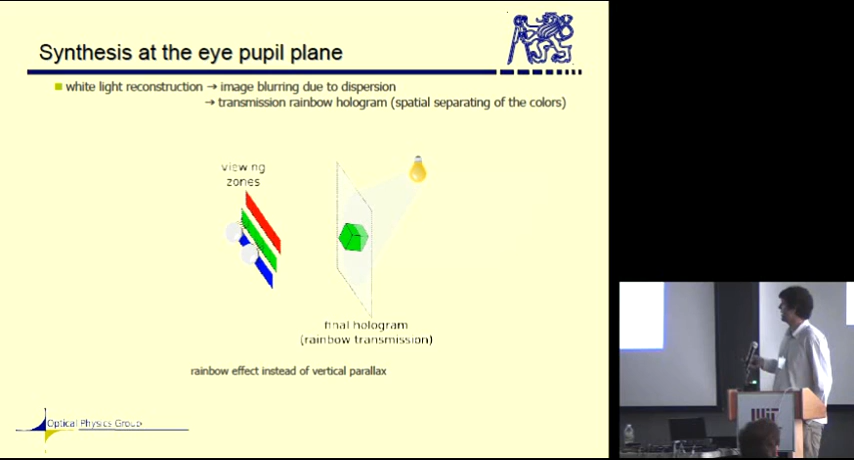 Synthesis at the eye pupil plane
white light reconstruction → image blurring due to dispersion
→ transmission rainbow hologram (spatial separating of the colors)
viewing
zones
final hologram
(rainbow transmission)
rainbow effect instead of vertical parallax
Optical Physics Group
MIT